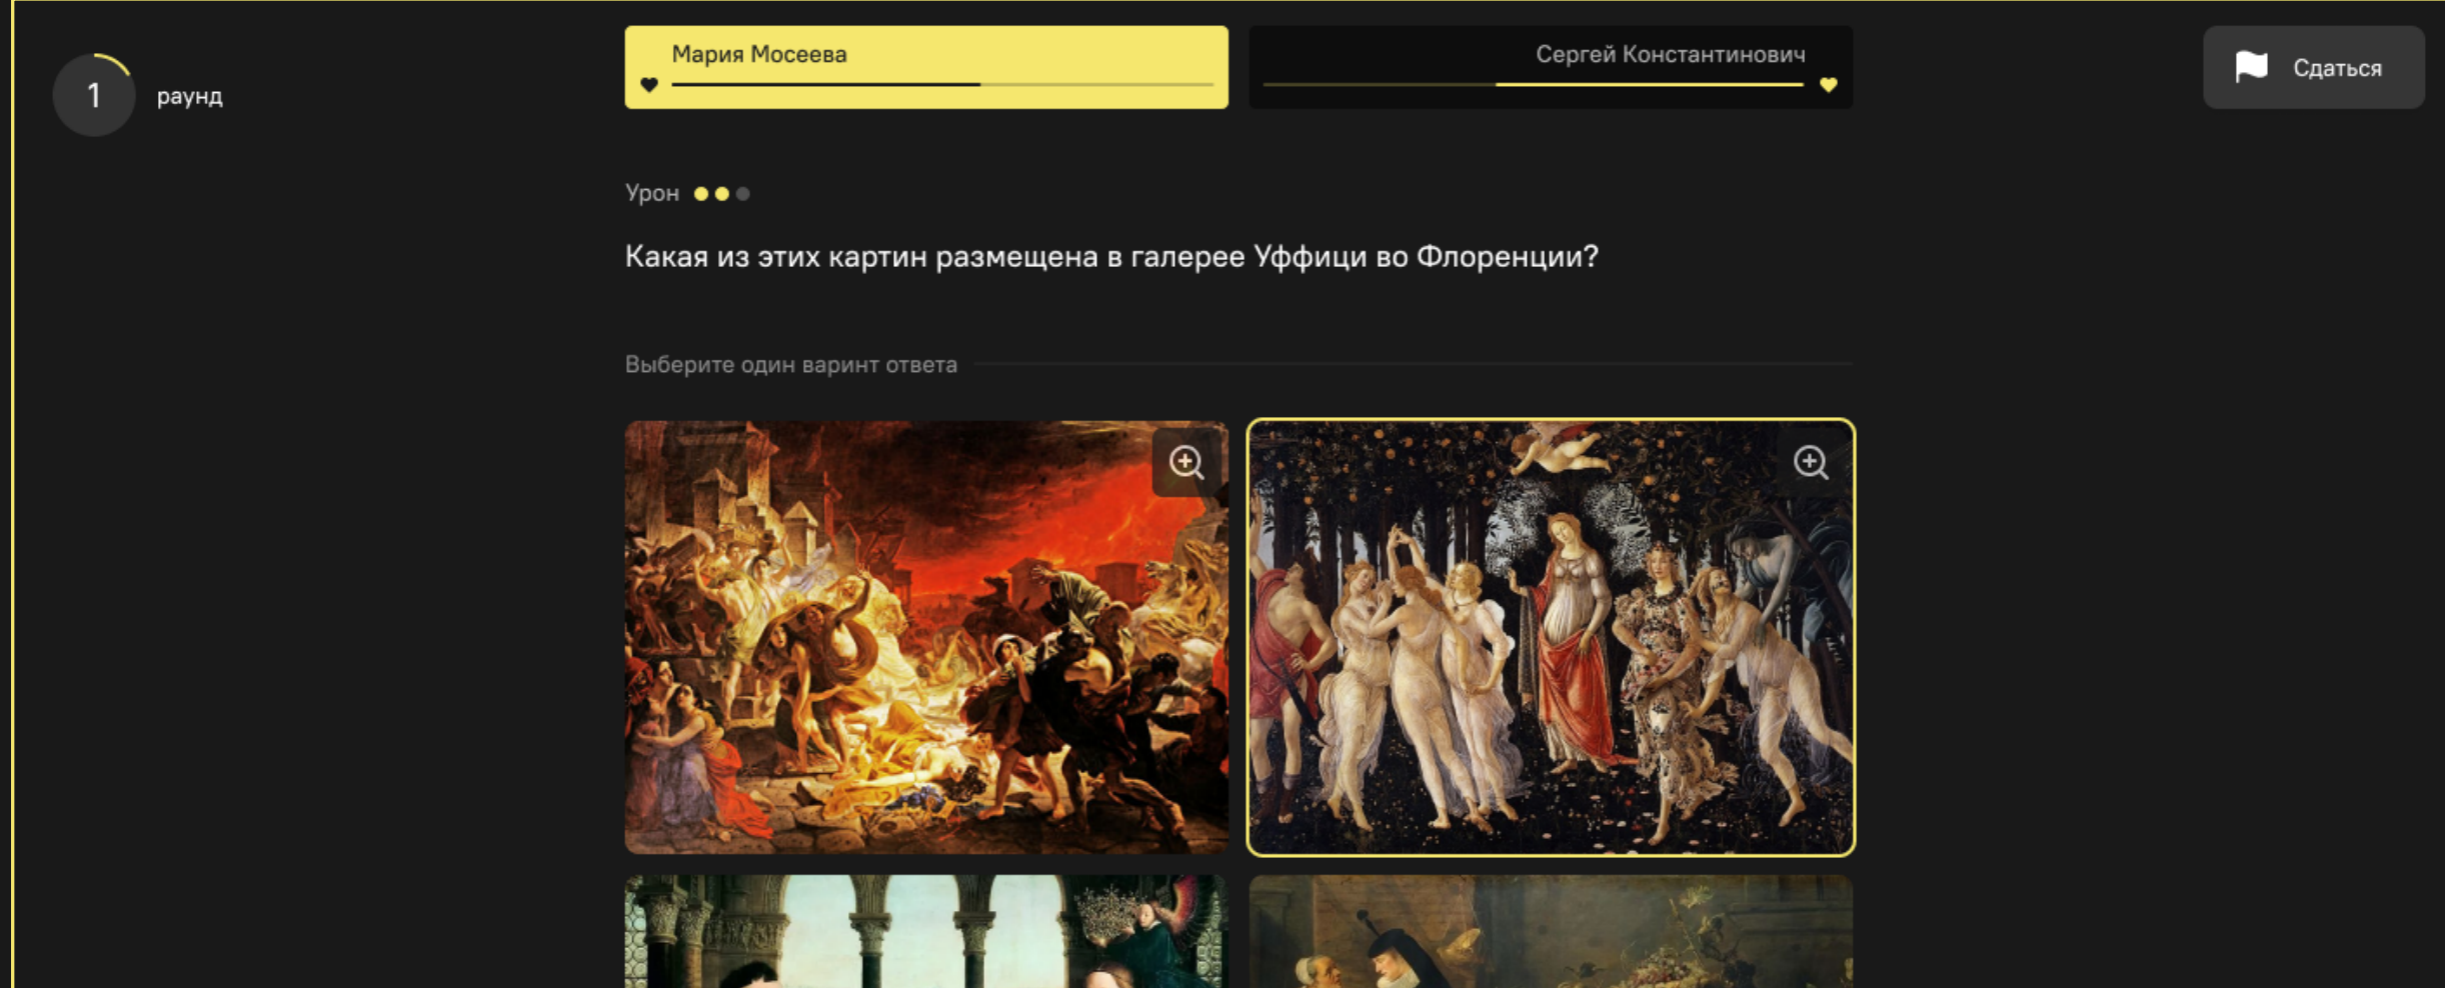 1 раунд
Мария Мосеева
Сергей Константинович
Сдаться
Урон
Какая из этих картин размещена в галерее Уффици во Флоренции?
Выберите один варинт ответа